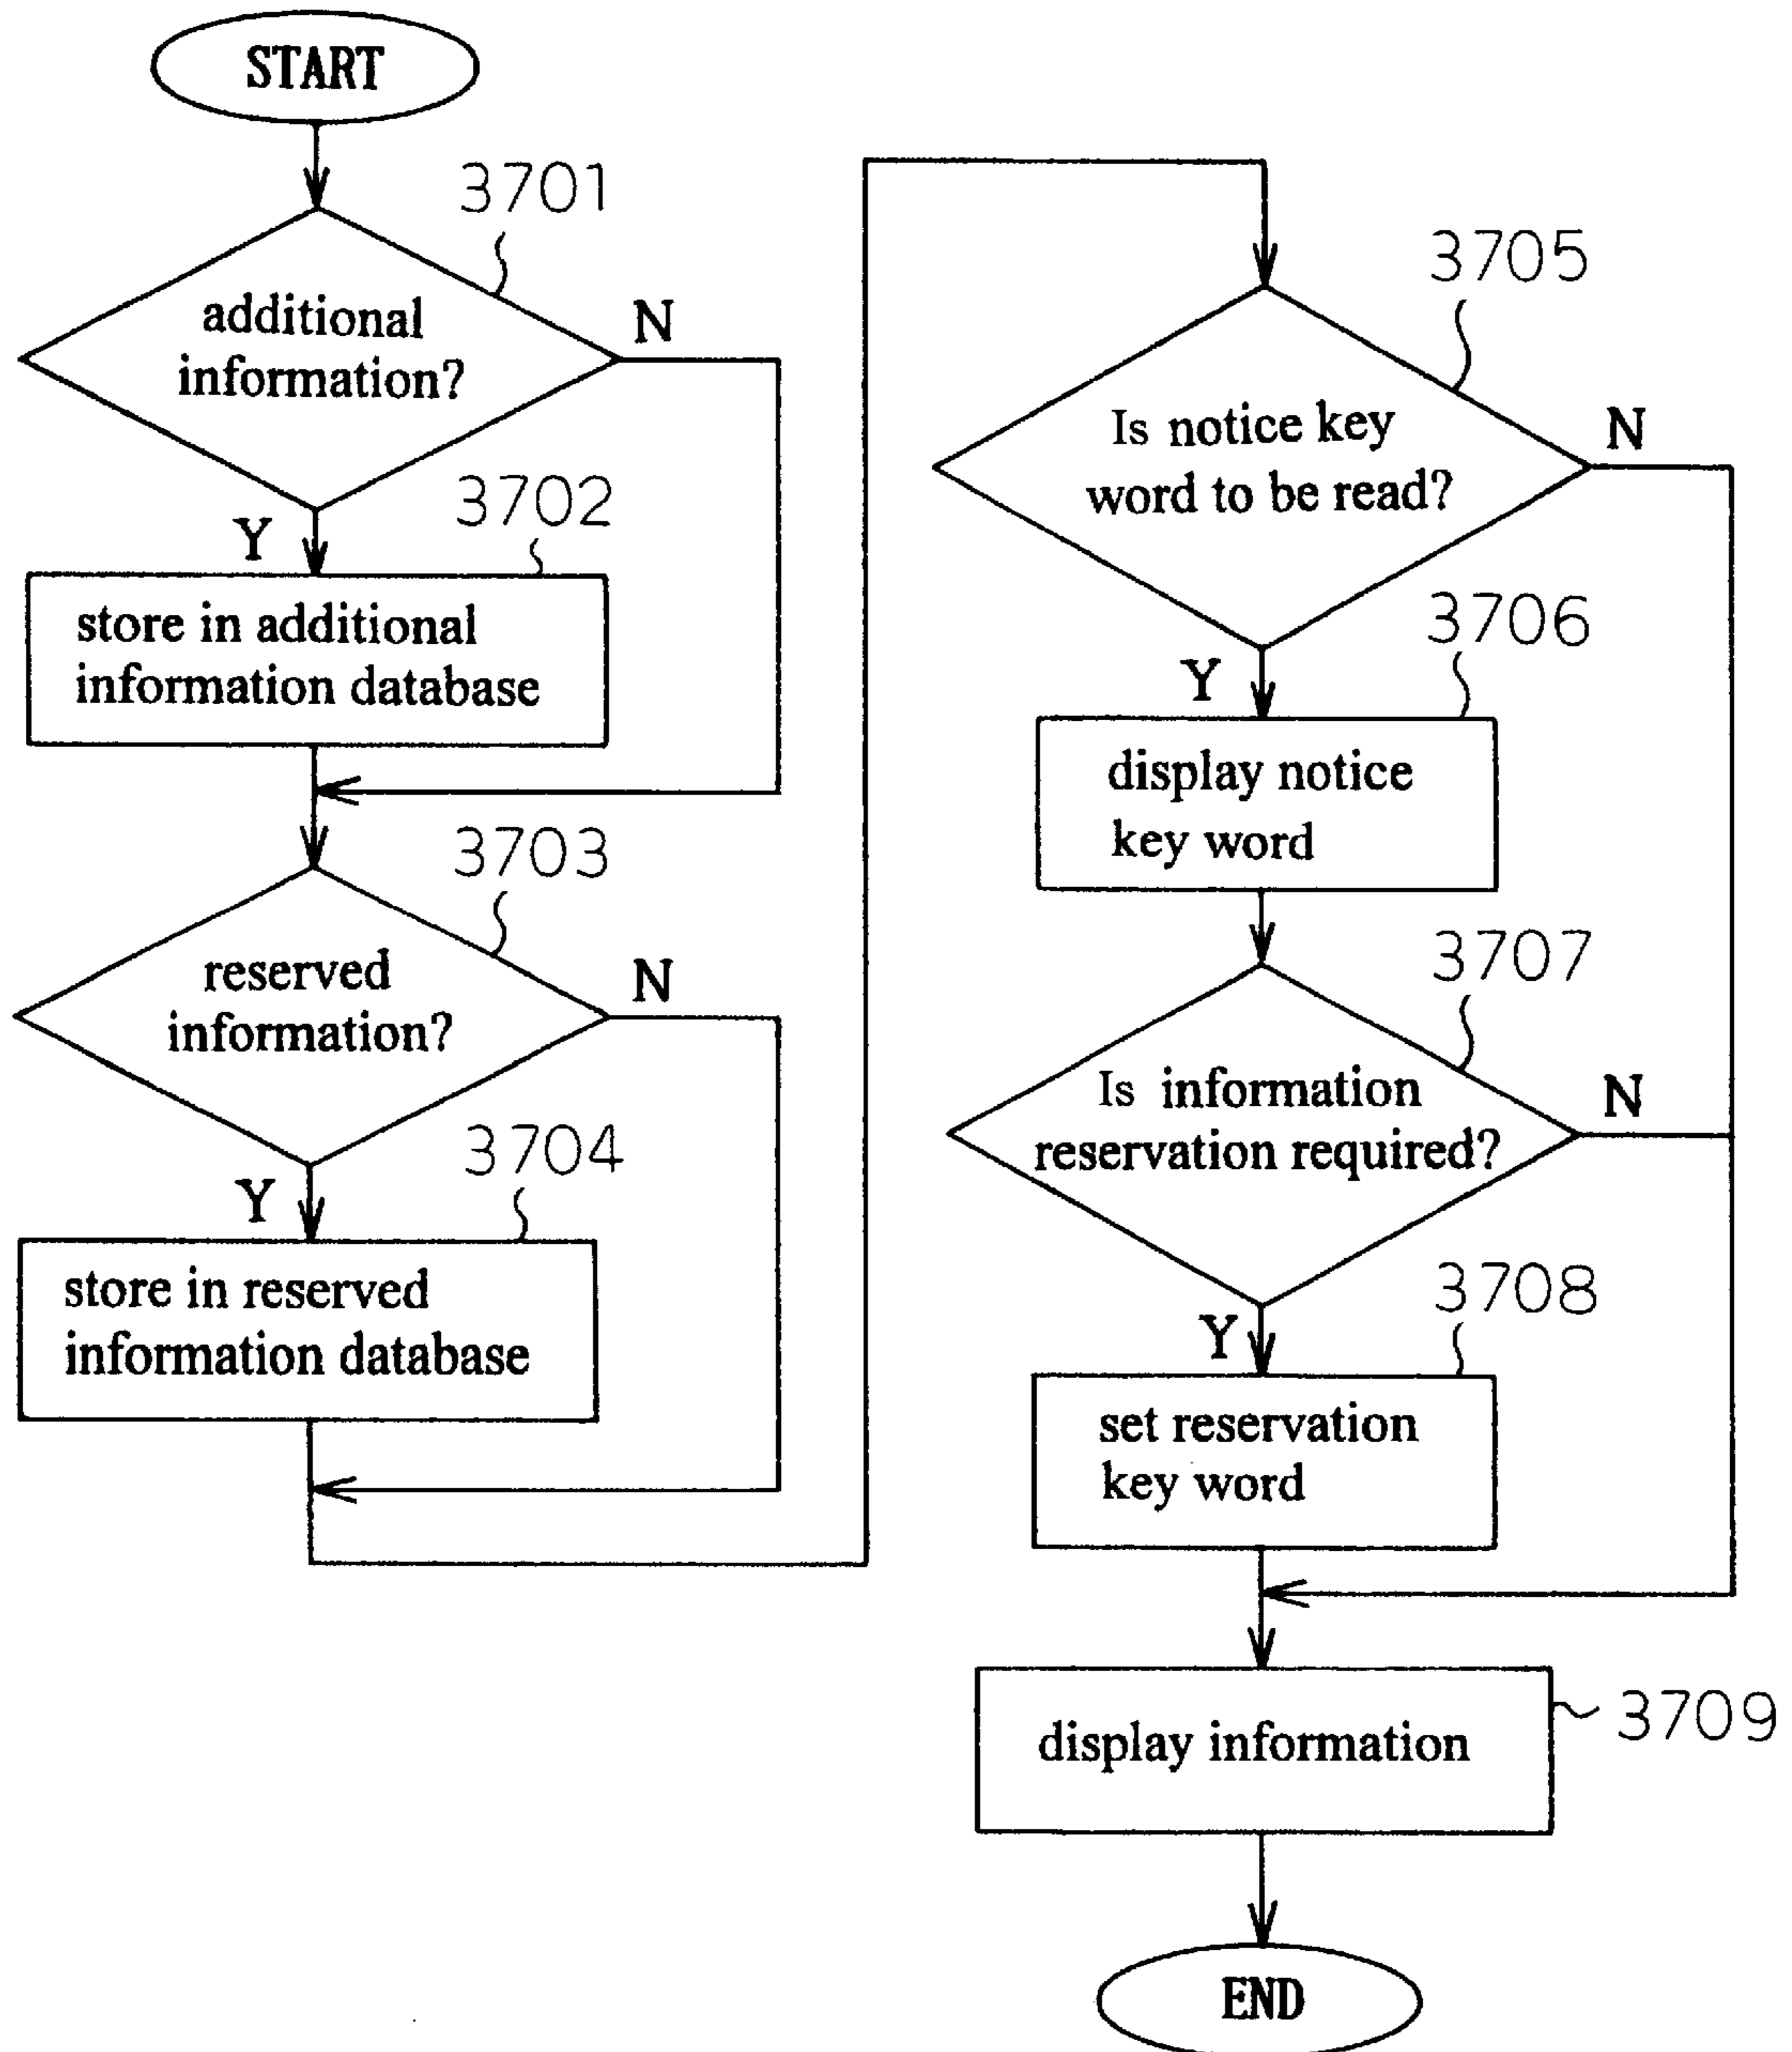 START
3701
additional
information?
N
Y
3702
store in additional
information database
3703
reserved
information?
N
Y
3704
store in reserved
information database
3705
Is notice key
word to be read?
N
Y
3706
display notice
key word
3707
Is information
reservation required?
N
Y
3708
set reservation
key word
display information
3709
END